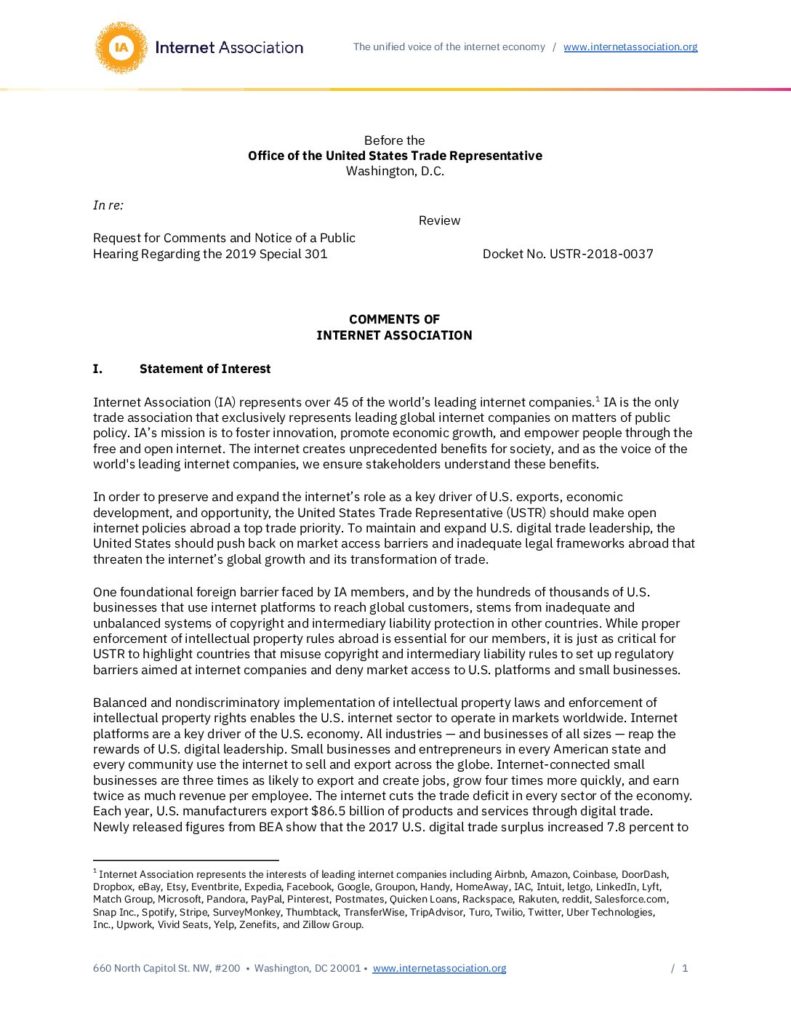 IA Internet Association
The unified voice of the internet economy / www.internetassociation.org
Before the
Office of the United States Trade Representative
Washington, D.C.
In re:
Review
Request for Comments and Notice of a Public
Hearing Regarding the 2019 Special 301
Docket No. USTR-2018-0037
COMMENTS OF
INTERNET ASSOCIATION
I. Statement of Interest
Internet Association (IA) represents over 45 of the world’s leading internet companies.1 IA is the only
trade association that exclusively represents leading global internet companies on matters of public
policy. IA’s mission is to foster innovation, promote economic growth, and empower people through the
free and open internet. The internet creates unprecedented benefits for society, and as the voice of the
world's leading internet companies, we ensure stakeholders understand these benefits.
In order to preserve and expand the internet’s role as a key driver of U.S. exports, economic
development, and opportunity, the United States Trade Representative (USTR) should make open
internet policies abroad a top trade priority. To maintain and expand U.S. digital trade leadership, the
United States should push back on market access barriers and inadequate legal frameworks abroad that
threaten the internet’s global growth and its transformation of trade.
One foundational foreign barrier faced by IA members, and by the hundreds of thousands of U.S.
businesses that use internet platforms to reach global customers, stems from inadequate and
unbalanced systems of copyright and intermediary liability protection in other countries. While proper
enforcement of intellectual property rules abroad is essential for our members, it is just as critical for
USTR to highlight countries that misuse copyright and intermediary liability rules to set up regulatory
barriers aimed at internet companies and deny market access to U.S. platforms and small businesses.
Balanced and nondiscriminatory implementation of intellectual property laws and enforcement of
intellectual property rights enables the U.S. internet sector to operate in markets worldwide. Internet
platforms are a key driver of the U.S. economy. All industries — and businesses of all sizes — reap the
rewards of U.S. digital leadership. Small businesses and entrepreneurs in every American state and
every community use the internet to sell and export across the globe. Internet-connected small
businesses are three times as likely to export and create jobs, grow four times more quickly, and earn
twice as much revenue per employee. The internet cuts the trade deficit in every sector of the economy.
Each year, U.S. manufacturers export $86.5 billion of products and services through digital trade.
Newly released figures from BEA show that the 2017 U.S. digital trade surplus increased 7.8 percent to
1 Internet Association represents the interests of leading internet companies including Airbnb, Amazon, Coinbase, DoorDash,
Dropbox, eBay, Etsy, Eventbrite, Expedia, Facebook, Google, Groupon, Handy, HomeAway, IAC, Intuit, letgo, LinkedIn, Lyft,
Match Group, Microsoft, Pandora, PayPal, Pinterest, Postmates, Quicken Loans, Rackspace, Rakuten, reddit, Salesforce.com,
Snap Inc., Spotify, Stripe, SurveyMonkey, Thumbtack, TransferWise, TripAdvisor, Turo, Twilio, Twitter, Uber Technologies,
Inc., Upwork, Vivid Seats, Yelp, Zenefits, and Zillow Group.
660 North Capitol St. NW, #200 • Washington, DC 20001 • www.internetassociation.org / 1